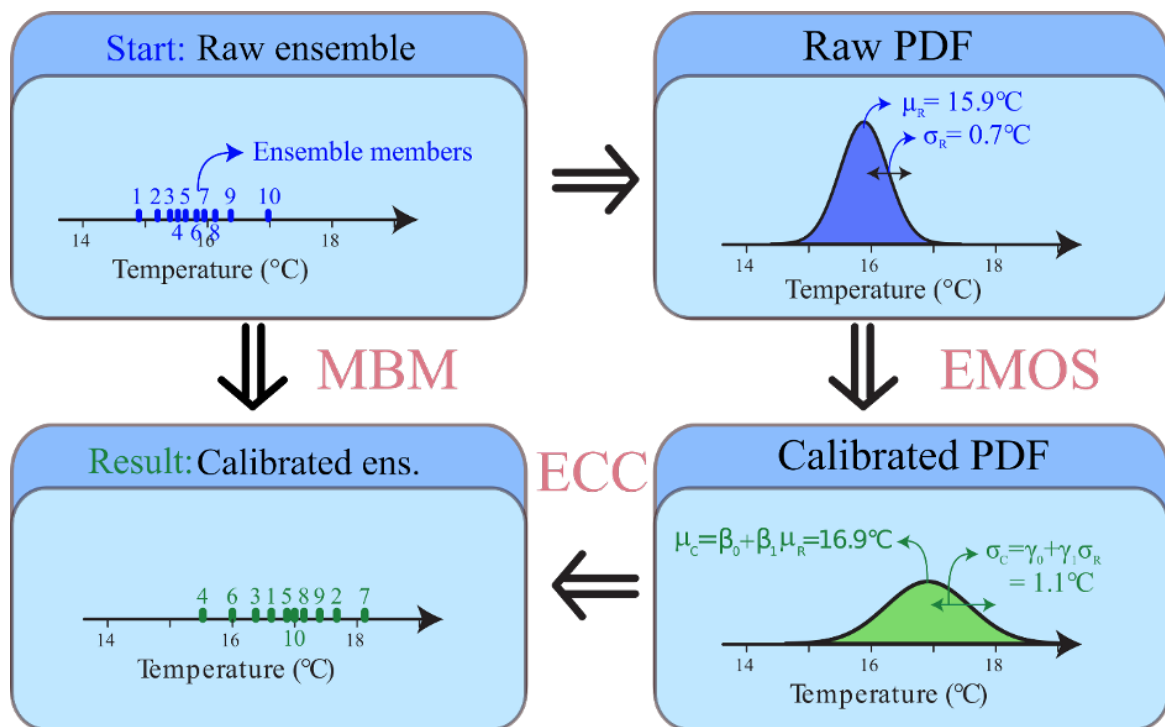 Start: Raw ensemble
Ensemble members
1 2 3 5 7 9 10
4 6 8
14 16 18
Temperature (°C)
Raw PDF
μR= 15.9°C
σR= 0.7°C
14 16 18
Temperature (°C)
MBM
EMOS
ECC
Result: Calibrated ens.
4 6 3 1 5 8 9 2 7
10
14 16 18
Temperature (°C)
Calibrated PDF
μC=β0+β1μR=16.9°C
σC=γ0+γ1σR
= 1.1°C
14 16 18
Temperature (°C)